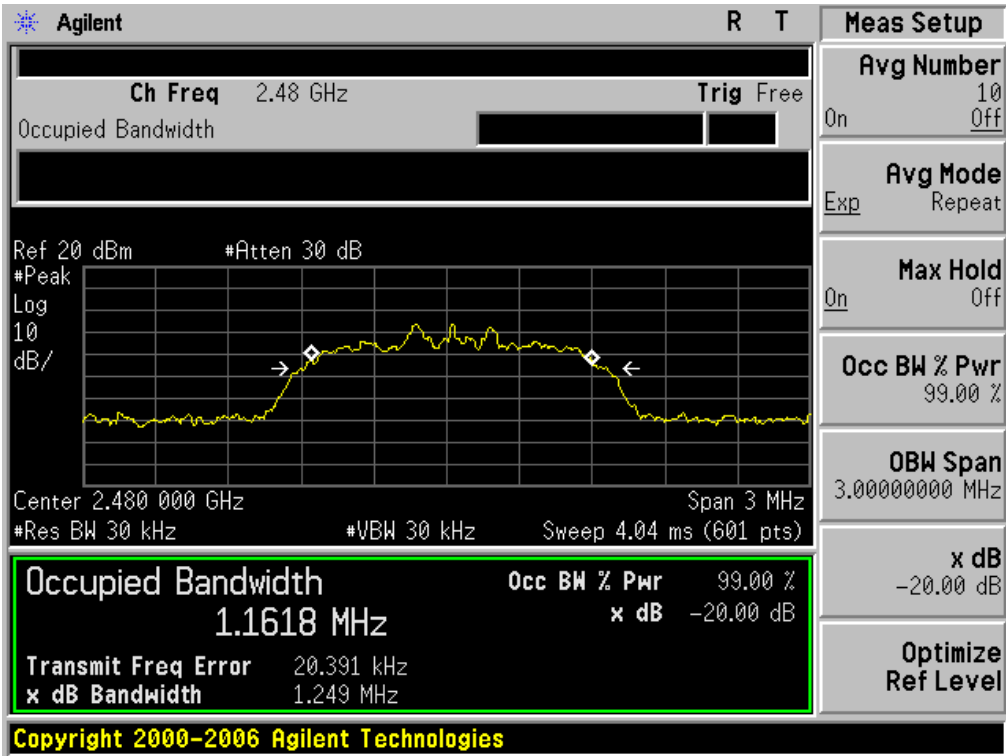 Agilent R T
Meas Setup
Ch Freq 2.48 GHz Trig Free
Occupied Bandwidth
Avg Number
10
On Off
Avg Mode
Exp Repeat
Max Hold
On Off
Occ BW % Pwr
99.00 %
OBW Span
3.00000000 MHz
x dB
-20.00 dB
Optimize
Ref Level
Ref 20 dBm #Atten 30 dB
#Peak
Log
10
dB/
Center 2.480 000 GHz Span 3 MHz
#Res BW 30 kHz #VBW 30 kHz Sweep 4.04 ms (601 pts)
Occupied Bandwidth Occ BW % Pwr 99.00 %
1.1618 MHz x dB -20.00 dB
Transmit Freq Error 20.391 kHz
x dB Bandwidth 1.249 MHz
Copyright 2000-2006 Agilent Technologies